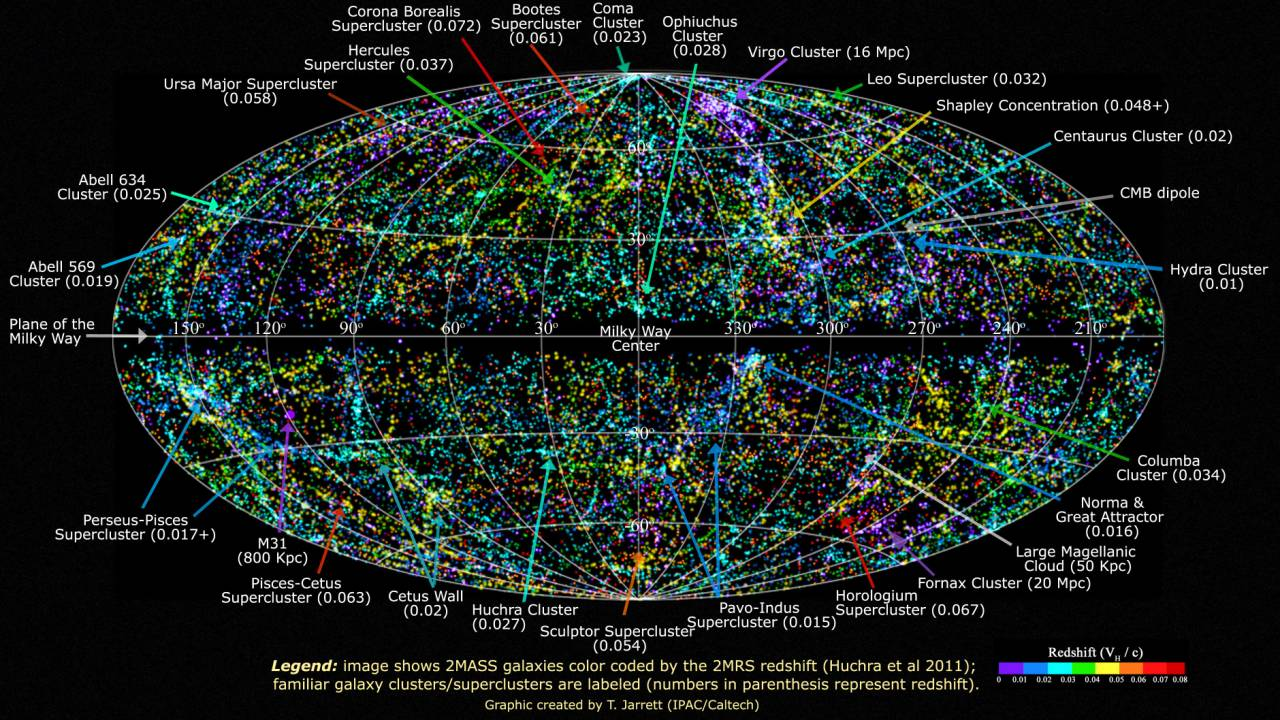 Corona Borealis
Supercluster (0.072)
Bootes
Supercluster
(0.061)
Coma
Cluster
(0.023)
Ophiuchus
Cluster
(0.028)
Hercules
Supercluster (0.037)
Virgo Cluster (16 Mpc)
Ursa Major Supercluster
(0.058)
Leo Supercluster (0.032)
Shapley Concentration (0.048+)
Centaurus Cluster (0.02)
60°
Abell 634
Cluster (0.025)
CMB dipole
30°
Abell 569
Cluster (0.019)
Hydra Cluster
(0.01)
Plane of the
Milky Way
150° 120° 90° 60° 30° Milky Way
Center 330° 300° 270° 240° 210°
-30°
Columba
Cluster (0.034)
Norma &
Great Attractor
(0.016)
-60°
Perseus-Pisces
Supercluster (0.017+)
M31
(800 Kpc)
Large Magellanic
Cloud (50 Kpc)
Pisces-Cetus
Supercluster (0.063)
Cetus Wall
(0.02)
Huchra Cluster
(0.027)
Sculptor Supercluster
(0.054)
Pavo-Indus
Supercluster (0.015)
Horologium
Supercluster (0.067)
Fornax Cluster (20 Mpc)
Legend: image shows 2MASS galaxies color coded by the 2MRS redshift (Huchra et al 2011);
familiar galaxy clusters/superclusters are labeled (numbers in parenthesis represent redshift).
Graphic created by T. Jarrett (IPAC/Caltech)
Redshift (V_H / c)
0 0.01 0.02 0.03 0.04 0.05 0.06 0.07 0.08